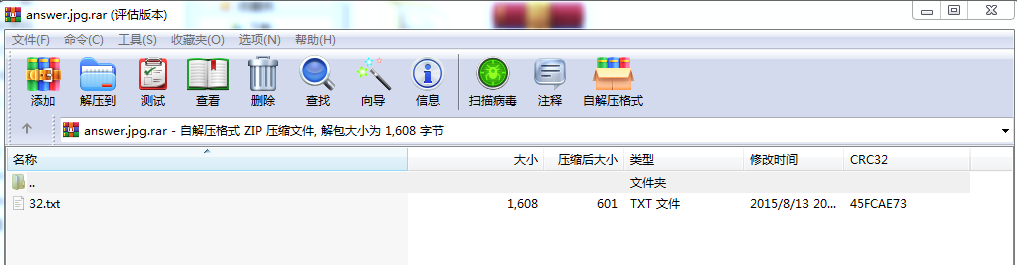 answer.jpg.rar (评估版本)
文件(F) 命令(C) 工具(S) 收藏夹(O) 选项(N) 帮助(H)
添加 解压到 测试 查看 删除 查找 向导 信息 扫描病毒 注释 自解压格式
answer.jpg.rar - 自解压格式 ZIP 压缩文件, 解包大小为 1,608 字节
名称 大小 压缩后大小 类型 修改时间 CRC32
.. 文件夹
32.txt 1,608 601 TXT 文件 2015/8/13 20... 45FCAE73